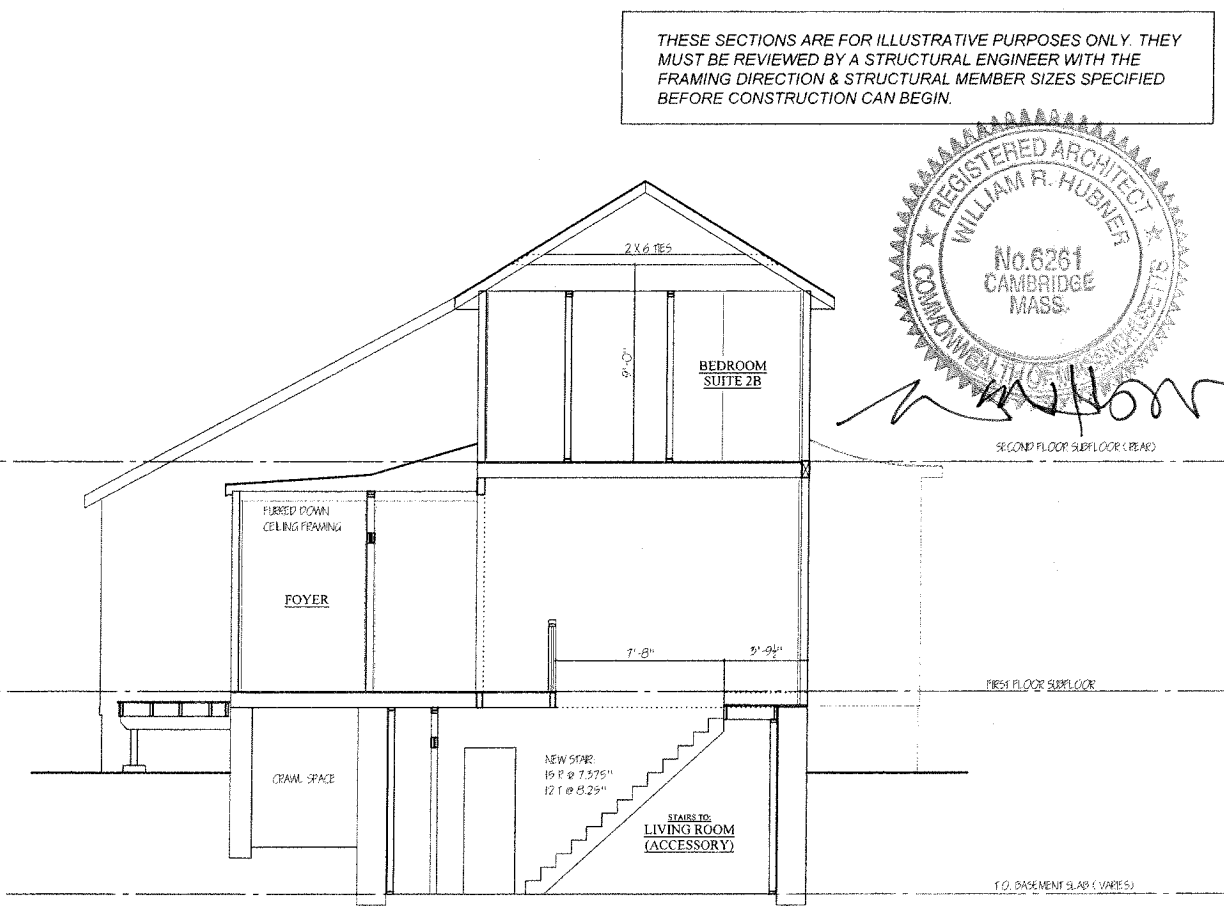 THESE SECTIONS ARE FOR ILLUSTRATIVE PURPOSES ONLY. THEY
MUST BE REVIEWED BY A STRUCTURAL ENGINEER WITH THE
FRAMING DIRECTION & STRUCTURAL MEMBER SIZES SPECIFIED
BEFORE CONSTRUCTION CAN BEGIN.
REGISTERED ARCHITECT
WILLIAM R. HUBNER
No.6261
CAMBRIDGE
MASS.
COMMONWEALTH OF MASSACHUSETTS
2 X 6 TIES
9'-0"
BEDROOM
SUITE 2B
SECOND FLOOR SUBFLOOR (REAR)
FURRED DOWN
CEILING FRAMING
FOYER
7'-8"
3'-9½"
FIRST FLOOR SUBFLOOR
CRAWL SPACE
NEW STAIR:
@ 7.375"
12 T @ 8.25"
STAIRS TO:
LIVING ROOM
(ACCESSORY)
T.O. BASEMENT SLAB (VARIES)